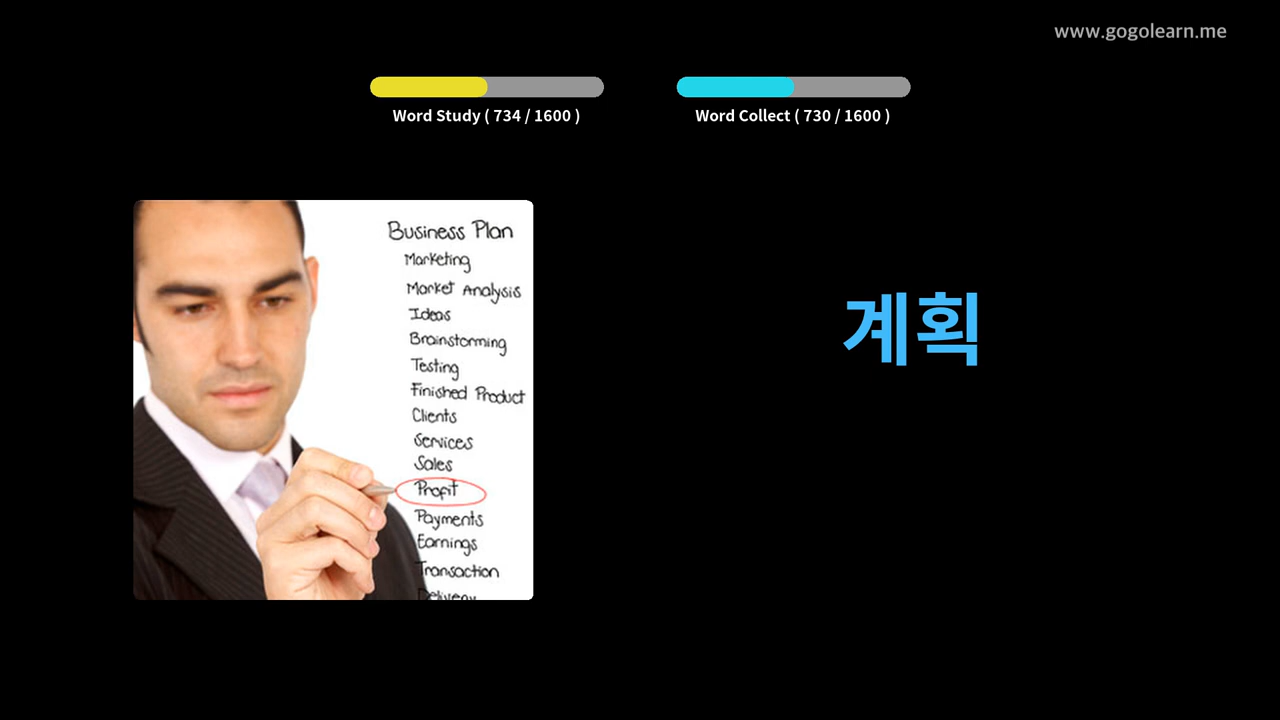 www.gogolearn.me
Word Study ( 734 / 1600 )
Word Collect ( 730 / 1600 )
Business Plan
Marketing
Market Analysis
Ideas
Brainstorming
Testing
Finished Product
Clients
Services
Sales
Profit
Payments
Earnings
Transaction
Delivery
계획